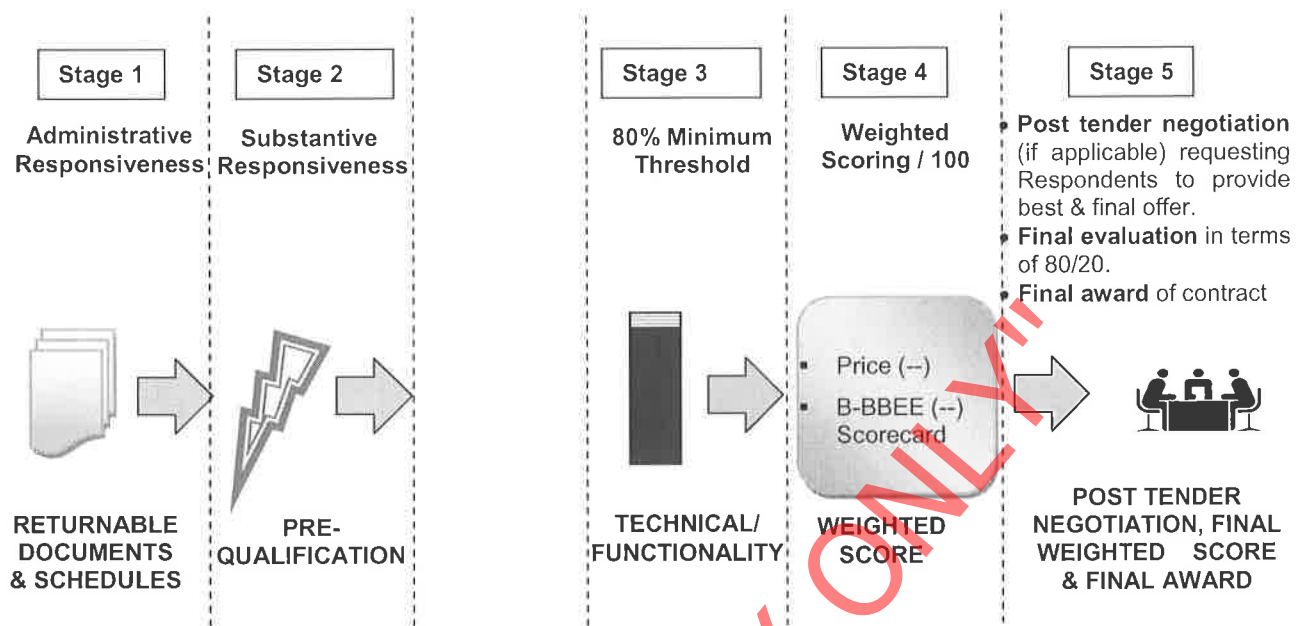 Stage 1
Administrative
Responsiveness
RETURNABLE
DOCUMENTS
& SCHEDULES
Stage 2
Substantive
Responsiveness
PRE-
QUALIFICATION
Stage 3
80% Minimum
Threshold
TECHNICAL/
FUNCTIONALITY
Stage 4
Weighted
Scoring / 100
▪ Price (--)
▪ B-BBEE (--)
Scorecard
WEIGHTED
SCORE
Stage 5
• Post tender negotiation
(if applicable) requesting
Respondents to provide
best & final offer.
• Final evaluation in terms
of 80/20.
• Final award of contract
POST TENDER
NEGOTIATION, FINAL
WEIGHTED SCORE
& FINAL AWARD
ONLY"